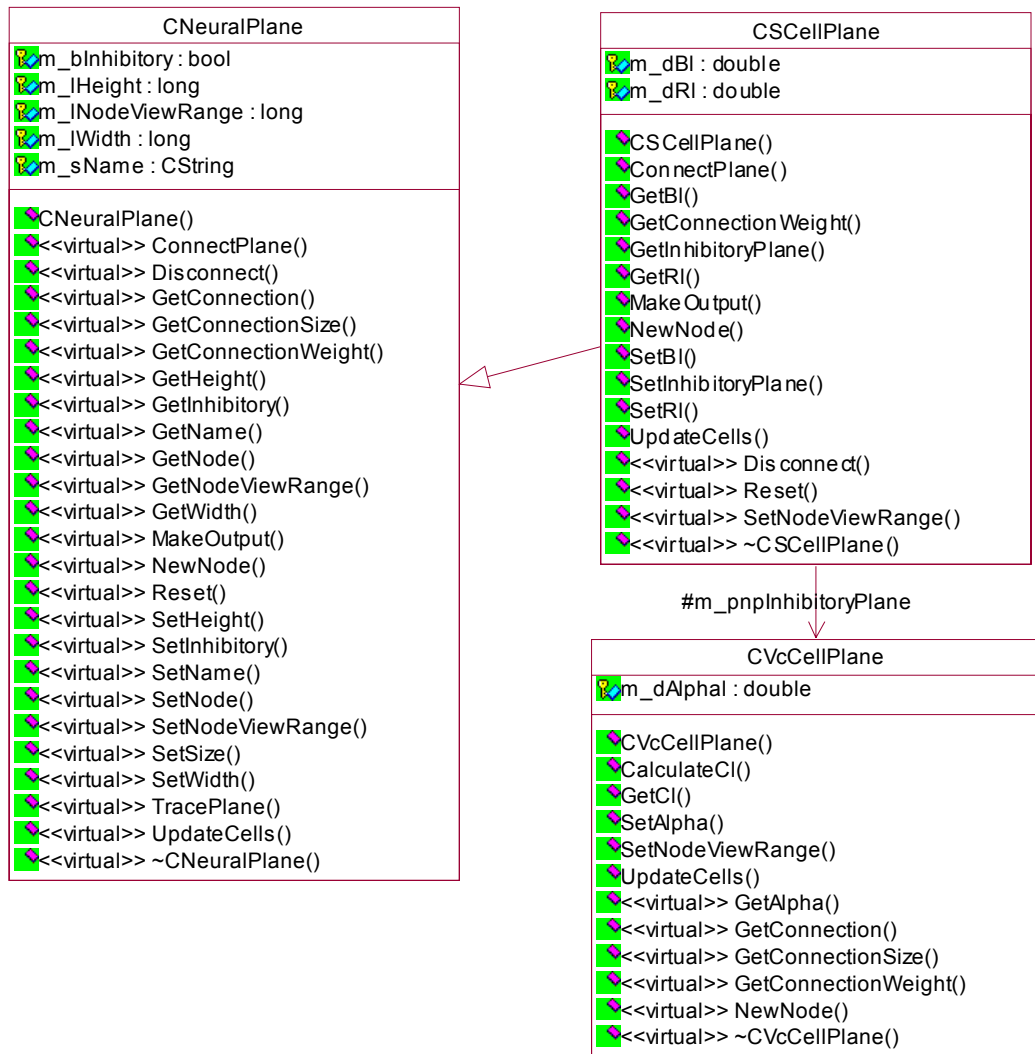 CNeuralPlane
m_bInhibitory : bool
m_lHeight : long
m_lNodeViewRange : long
m_lWidth : long
m_sName : CString
CNeuralPlane()
<<virtual>> ConnectPlane()
<<virtual>> Disconnect()
<<virtual>> GetConnection()
<<virtual>> GetConnectionSize()
<<virtual>> GetConnectionWeight()
<<virtual>> GetHeight()
<<virtual>> GetInhibitory()
<<virtual>> GetName()
<<virtual>> GetNode()
<<virtual>> GetNodeViewRange()
<<virtual>> GetWidth()
<<virtual>> MakeOutput()
<<virtual>> NewNode()
<<virtual>> Reset()
<<virtual>> SetHeight()
<<virtual>> SetInhibitory()
<<virtual>> SetName()
<<virtual>> SetNode()
<<virtual>> SetNodeViewRange()
<<virtual>> SetSize()
<<virtual>> SetWidth()
<<virtual>> TracePlane()
<<virtual>> UpdateCells()
<<virtual>> ~CNeuralPlane()
CSCellPlane
m_dBl : double
m_dRl : double
CSCellPlane()
ConnectPlane()
GetBl()
GetConnectionWeight()
GetInhibitoryPlane()
GetRl()
MakeOutput()
NewNode()
SetBl()
SetInhibitoryPlane()
SetRl()
UpdateCells()
<<virtual>> Disconnect()
<<virtual>> Reset()
<<virtual>> SetNodeViewRange()
<<virtual>> ~CSCellPlane()
#m_pnpInhibitoryPlane
CVcCellPlane
m_dAlphal : double
CVcCellPlane()
CalculateCl()
GetCl()
SetAlpha()
SetNodeViewRange()
UpdateCells()
<<virtual>> GetAlpha()
<<virtual>> GetConnection()
<<virtual>> GetConnectionSize()
<<virtual>> GetConnectionWeight()
<<virtual>> NewNode()
<<virtual>> ~CVcCellPlane()